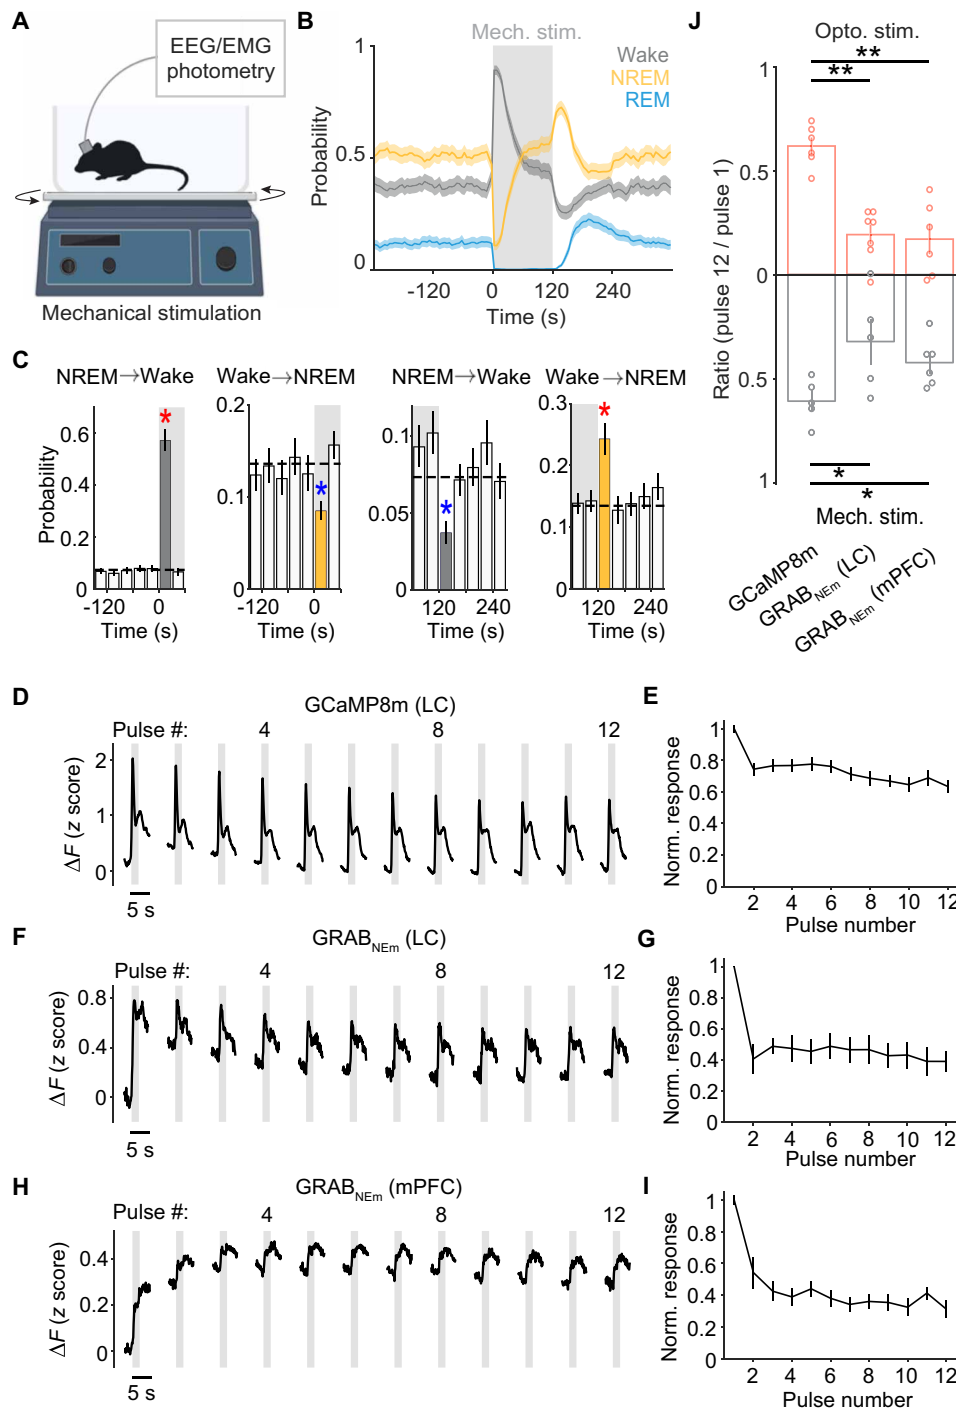 A
EEG/EMG
photometry
Mechanical stimulation
B
Mech. stim.
Wake
NREM
REM
Probability
1
0.5
0
-120 0 120 240
Time (s)
C
NREM→Wake
Wake→NREM
NREM→Wake
Wake→NREM
Probability
0.6
0.4
0.2
0
*
-120 0
Time (s)
0.2
0.1
0
*
-120 0
Time (s)
0.1
0.05
0
*
120 240
Time (s)
0.3
0.2
0.1
0
*
120 240
Time (s)
D
GCaMP8m (LC)
Pulse #: 4 8 12
ΔF (z score)
2
1
0
5 s
E
Norm. response
1
0.8
0.6
0.4
0.2
0
2 4 6 8 10 12
Pulse number
F
GRABNEm (LC)
Pulse #: 4 8 12
ΔF (z score)
0.8
0.4
0
5 s
G
Norm. response
1
0.8
0.6
0.4
0.2
0
2 4 6 8 10 12
Pulse number
H
GRABNEm (mPFC)
Pulse #: 4 8 12
ΔF (z score)
0.4
0.2
0
5 s
I
Norm. response
1
0.8
0.6
0.4
0.2
0
2 4 6 8 10 12
Pulse number
J
Opto. stim.
**
**
Ratio (pulse 12 / pulse 1)
1
0.5
0
0.5
1
*
*
Mech. stim.
GCaMP8m
GRABNEm (LC)
GRABNEm (mPFC)